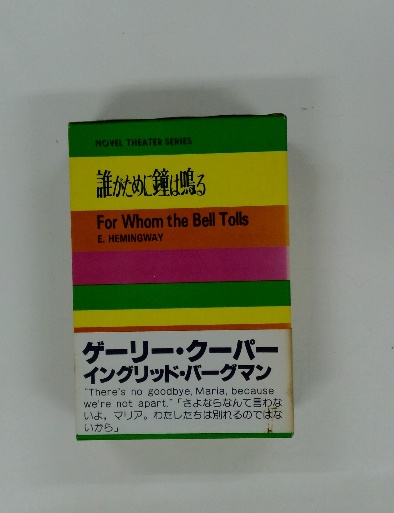 NOVEL THEATER SERIES
誰がために鐘は鳴る
For Whom the Bell Tolls
E. HEMINGWAY
ゲーリー・クーパー
イングリッド・バーグマン
"There's no goodbye, Maria, because
we're not apart."「さよならなんて言わな
いよ、マリア。わたしたちは別れるのではな
いから」